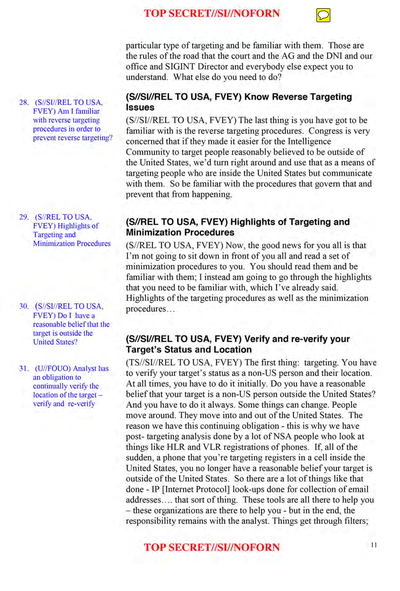 TOP SECRET//SI//NOFORN
particular type of targeting and be familiar with them. Those are
the rules of the road that the court and the AG and the DNI and our
office and SIGINT Director and everybody else expect you to
understand. What else do you need to do?
28. (S//SI//REL TO USA,
FVEY) Am I familiar
with reverse targeting
procedures in order to
prevent reverse targeting?
(S//SI//REL TO USA, FVEY) Know Reverse Targeting
Issues
(S//SI//REL TO USA, FVEY) The last thing is you have got to be
familiar with is the reverse targeting procedures. Congress is very
concerned that if they made it easier for the Intelligence
Community to target people reasonably believed to be outside of
the United States, we'd turn right around and use that as a means of
targeting people who are inside the United States but communicate
with them. So be familiar with the procedures that govern that and
prevent that from happening.
29. (S//REL TO USA,
FVEY) Highlights of
Targeting and
Minimization Procedures
(S//REL TO USA, FVEY) Highlights of Targeting and
Minimization Procedures
(S//REL TO USA, FVEY) Now, the good news for you all is that
I'm not going to sit down in front of you all and read a set of
minimization procedures to you. You should read them and be
familiar with them; I instead am going to go through the highlights
that you need to be familiar with, which I've already said.
Highlights of the targeting procedures as well as the minimization
procedures…
30. (S//SI//REL TO USA,
FVEY) Do I have a
reasonable belief that the
target is outside the
United States?
31. (U//FOUO) Analyst has
an obligation to
continually verify the
location of the target –
verify and re-verify
(S//SI//REL TO USA, FVEY) Verify and re-verify your
Target's Status and Location
(TS//SI//REL TO USA, FVEY) The first thing: targeting. You have
to verify your target's status as a non-US person and their location.
At all times, you have to do it initially. Do you have a reasonable
belief that your target is a non-US person outside the United States?
And you have to do it always. Some things can change. People
move around. They move into and out of the United States. The
reason we have this continuing obligation - this is why we have
post- targeting analysis done by a lot of NSA people who look at
things like HLR and VLR registrations of phones. If, all of the
sudden, a phone that you're targeting registers in a cell inside the
United States, you no longer have a reasonable belief your target is
outside of the United States. So there are a lot of things like that
done - IP [Internet Protocol] look-ups done for collection of email
addresses…. that sort of thing. These tools are all there to help you
– these organizations are there to help you - but in the end, the
responsibility remains with the analyst. Things get through filters;
TOP SECRET//SI//NOFORN
11